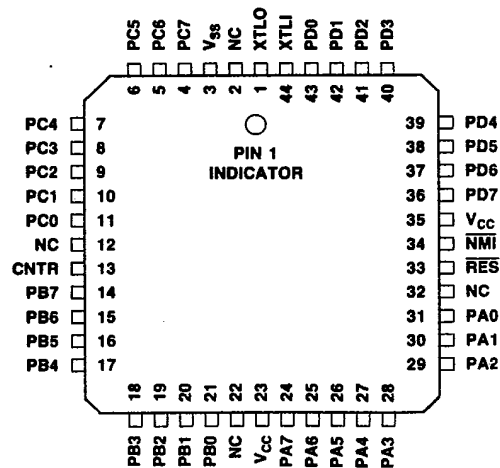 PC5 PC6 PC7 VSS NC XTLO XTLI PD0 PD1 PD2 PD3
6 5 4 3 2 1 44 43 42 41 40
PIN 1
INDICATOR
PC4 7
PC3 8
PC2 9
PC1 10
PC0 11
NC 12
CNTR 13
PB7 14
PB6 15
PB5 16
PB4 17
39 PD4
38 PD5
37 PD6
36 PD7
35 VCC
34 NMI
33 RES
32 NC
31 PA0
30 PA1
29 PA2
18 19 20 21 22 23 24 25 26 27 28
PB3 PB2 PB1 PB0 NC VCC PA7 PA6 PA5 PA4 PA3